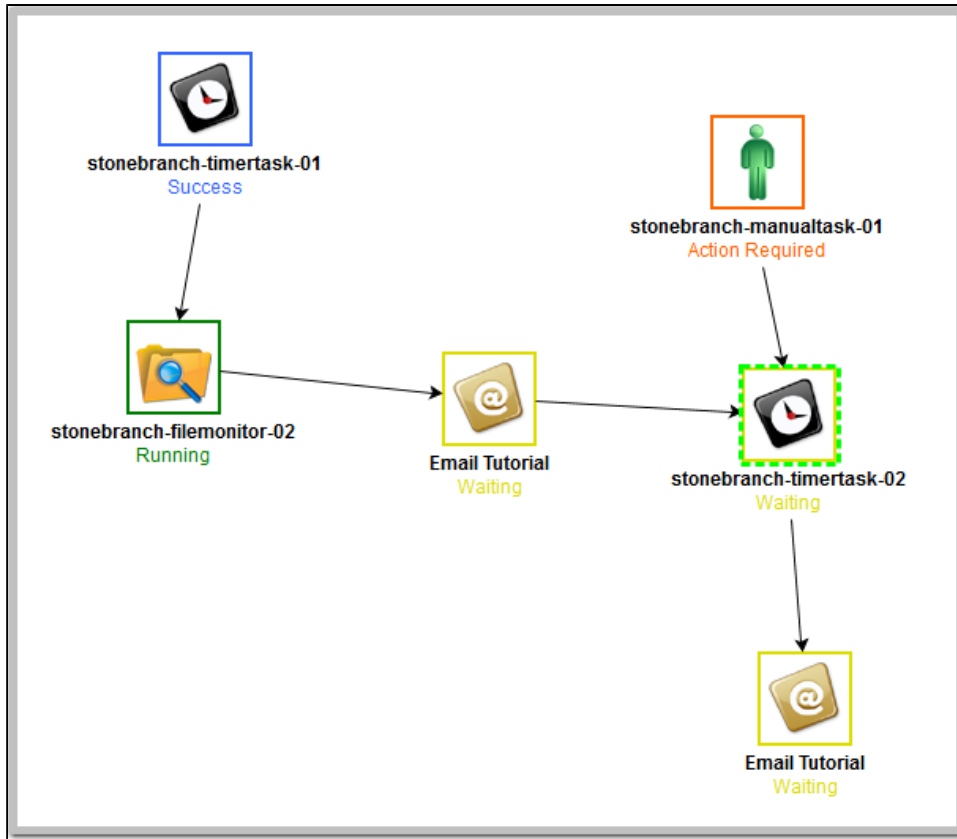 stonebranch-timertask-01
Success
stonebranch-manualtask-01
Action Required
stonebranch-filemonitor-02
Running
Email Tutorial
Waiting
stonebranch-timertask-02
Waiting
Email Tutorial
Waiting